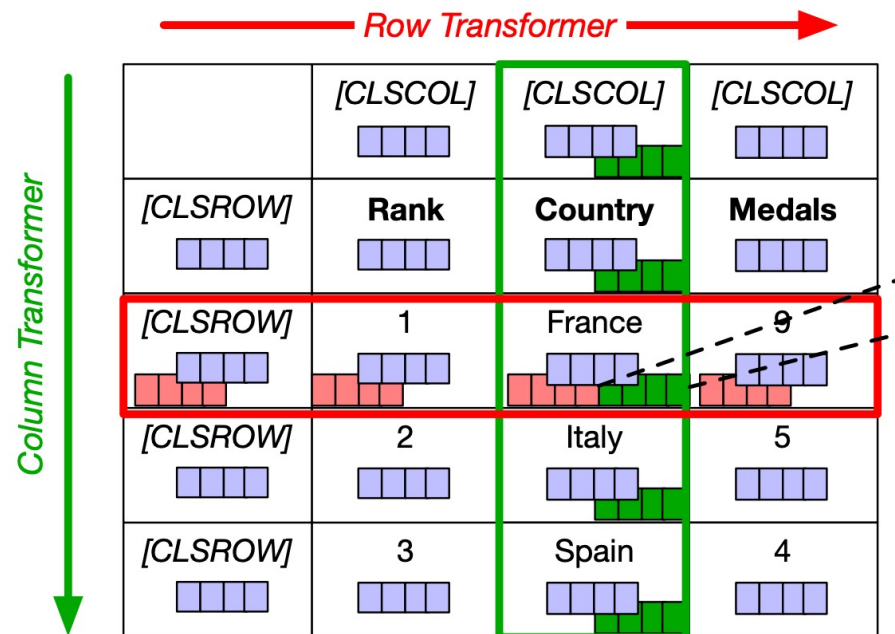 Row Transformer
Column Transformer
[CLSCOL] [CLSCOL] [CLSCOL]
[CLSROW] Rank Country Medals
[CLSROW] 1 France 9
[CLSROW] 2 Italy 5
[CLSROW] 3 Spain 4